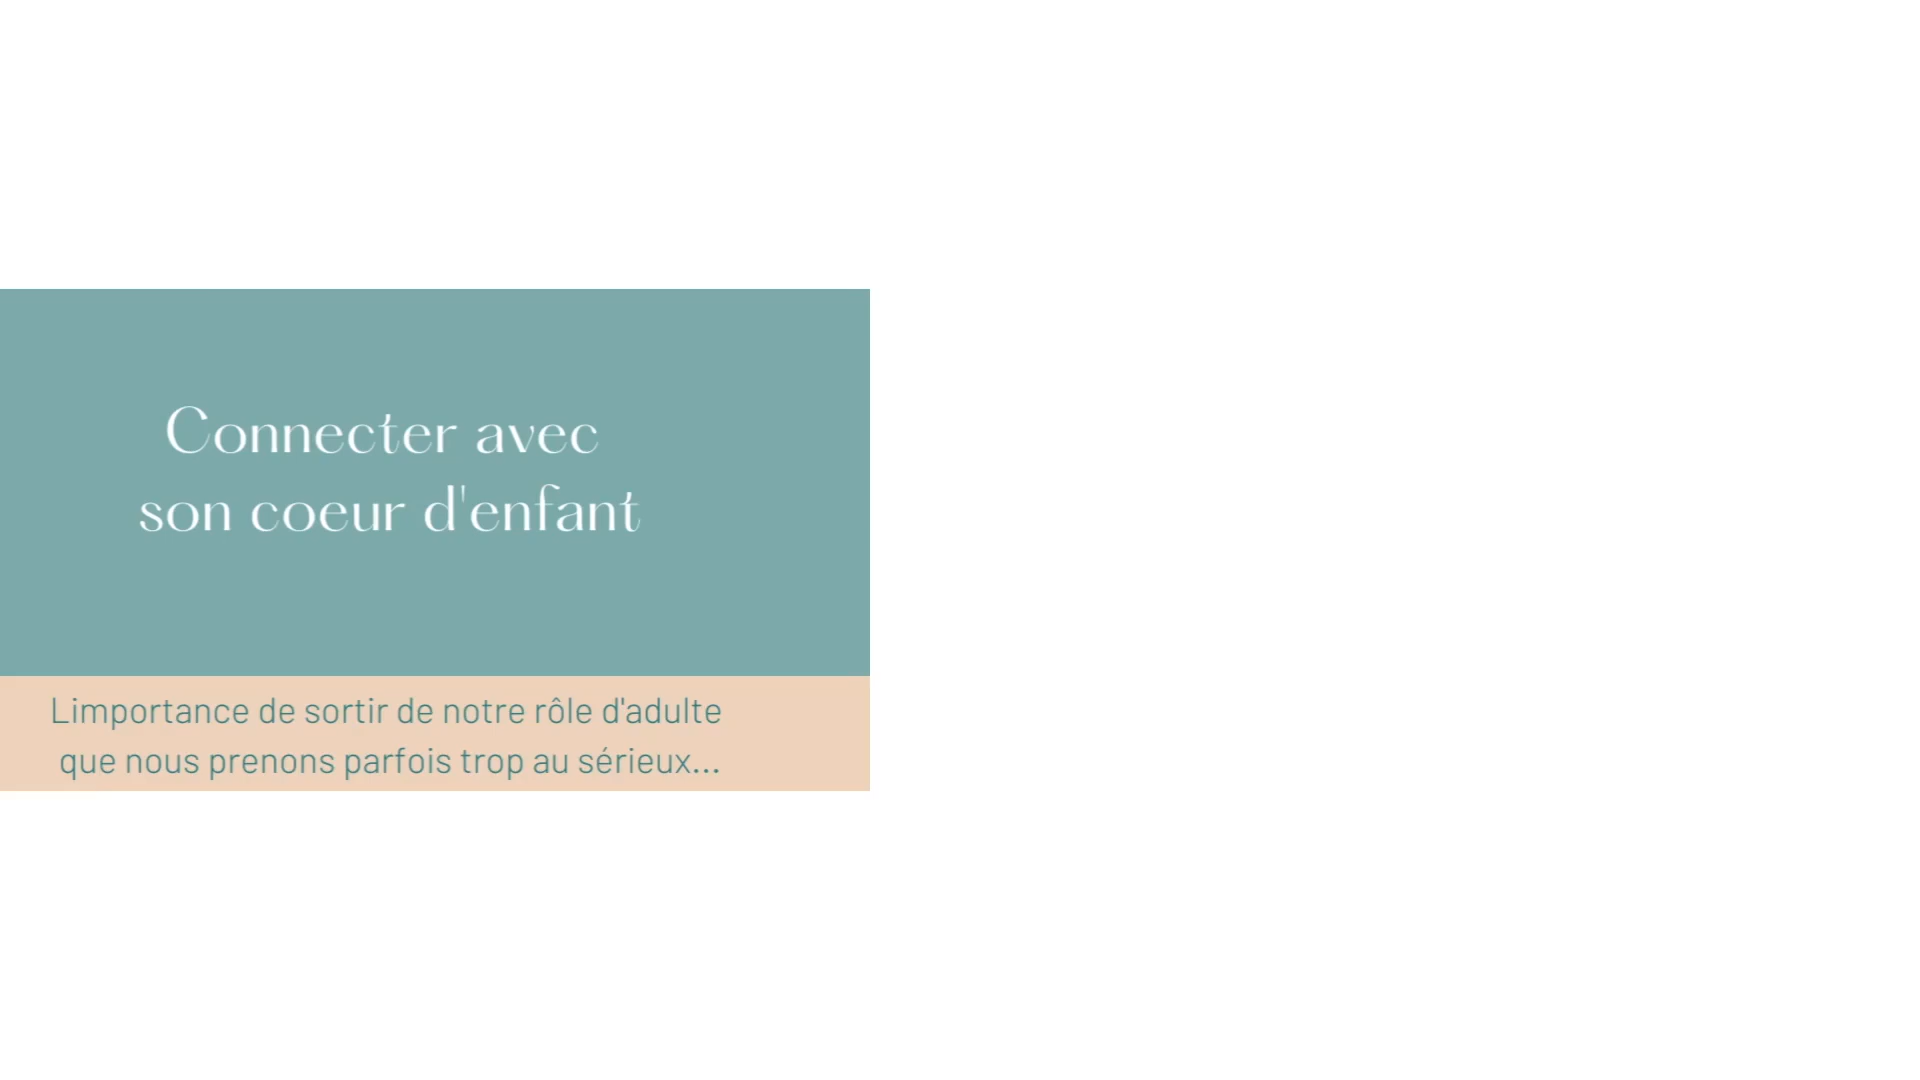 Connecter avec
son coeur d'enfant
Limportance de sortir de notre rôle d'adulte
que nous prenons parfois trop au sérieux...